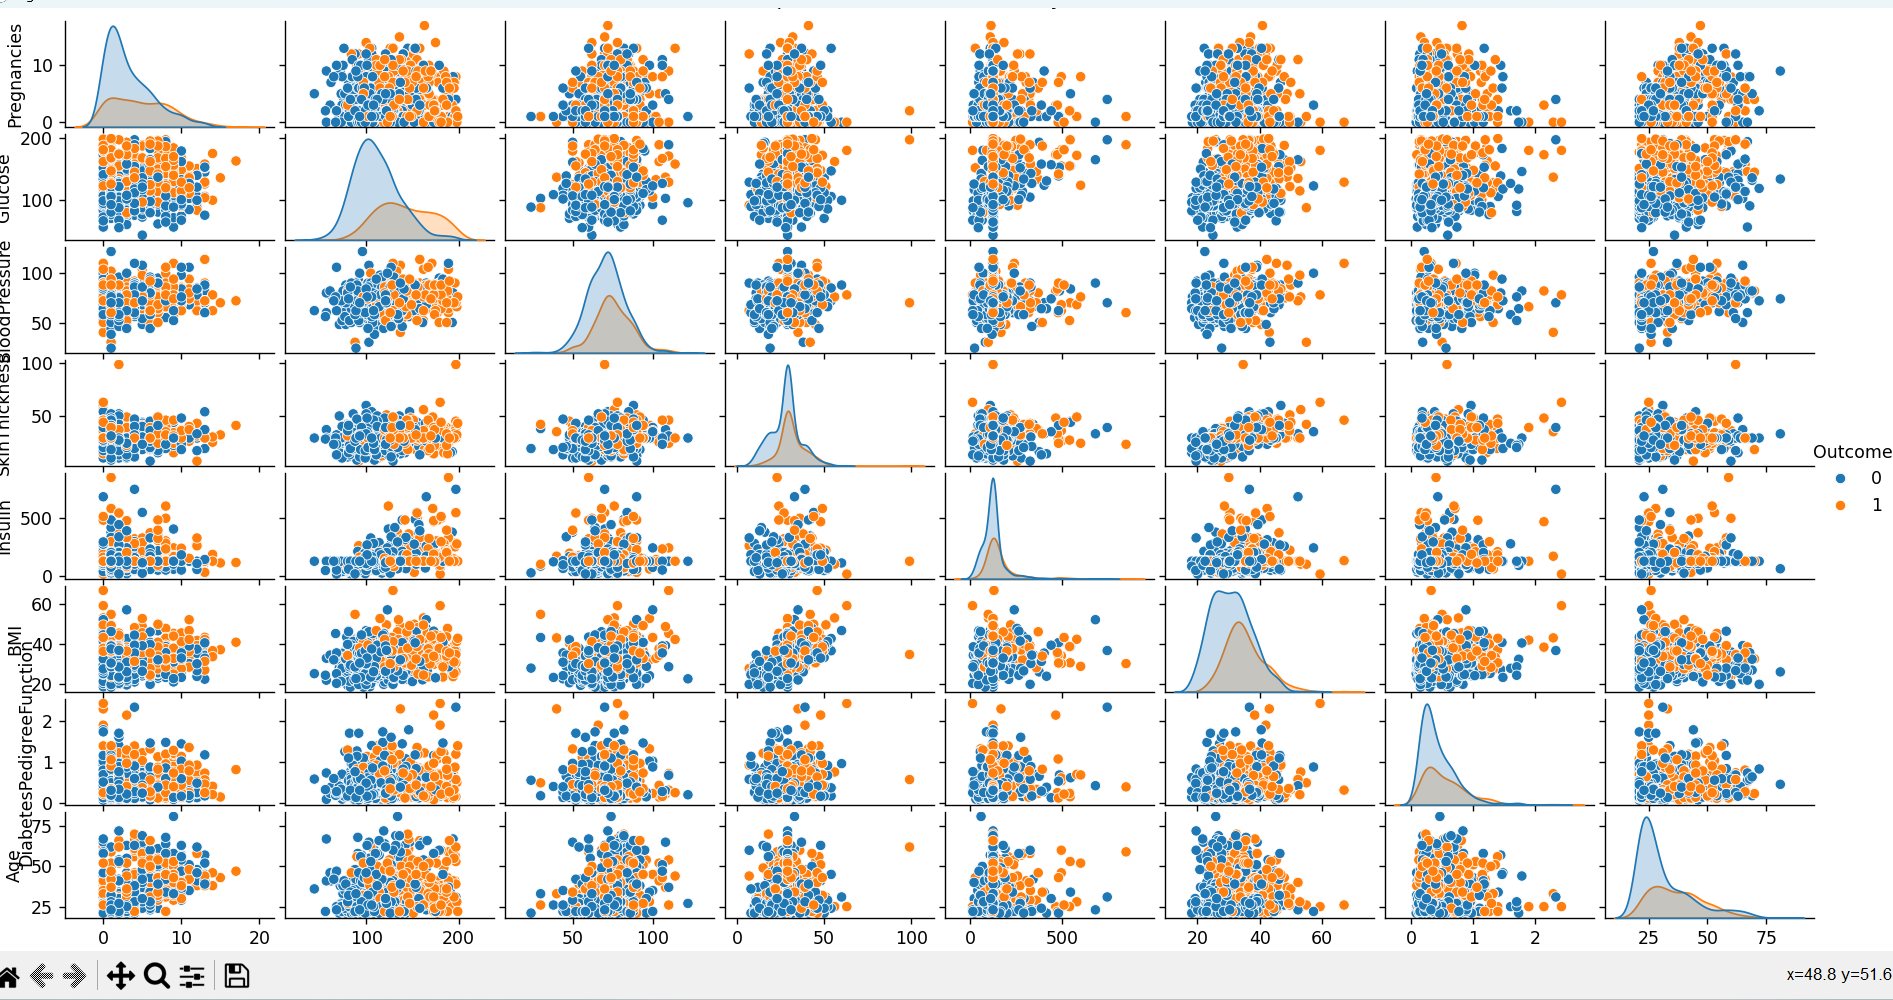 Pregnancies
10
0
Glucose
200
100
BloodPressure
100
50
SkinThickness
100
50
Insulin
500
0
BMI
60
40
20
DiabetesPedigreeFunction
2
1
0
Age
75
50
25
0 10 20
100 200
50 100
0 50 100
0 500
20 40 60
0 1 2
25 50 75
Outcome
0
1
x=48.8 y=51.6